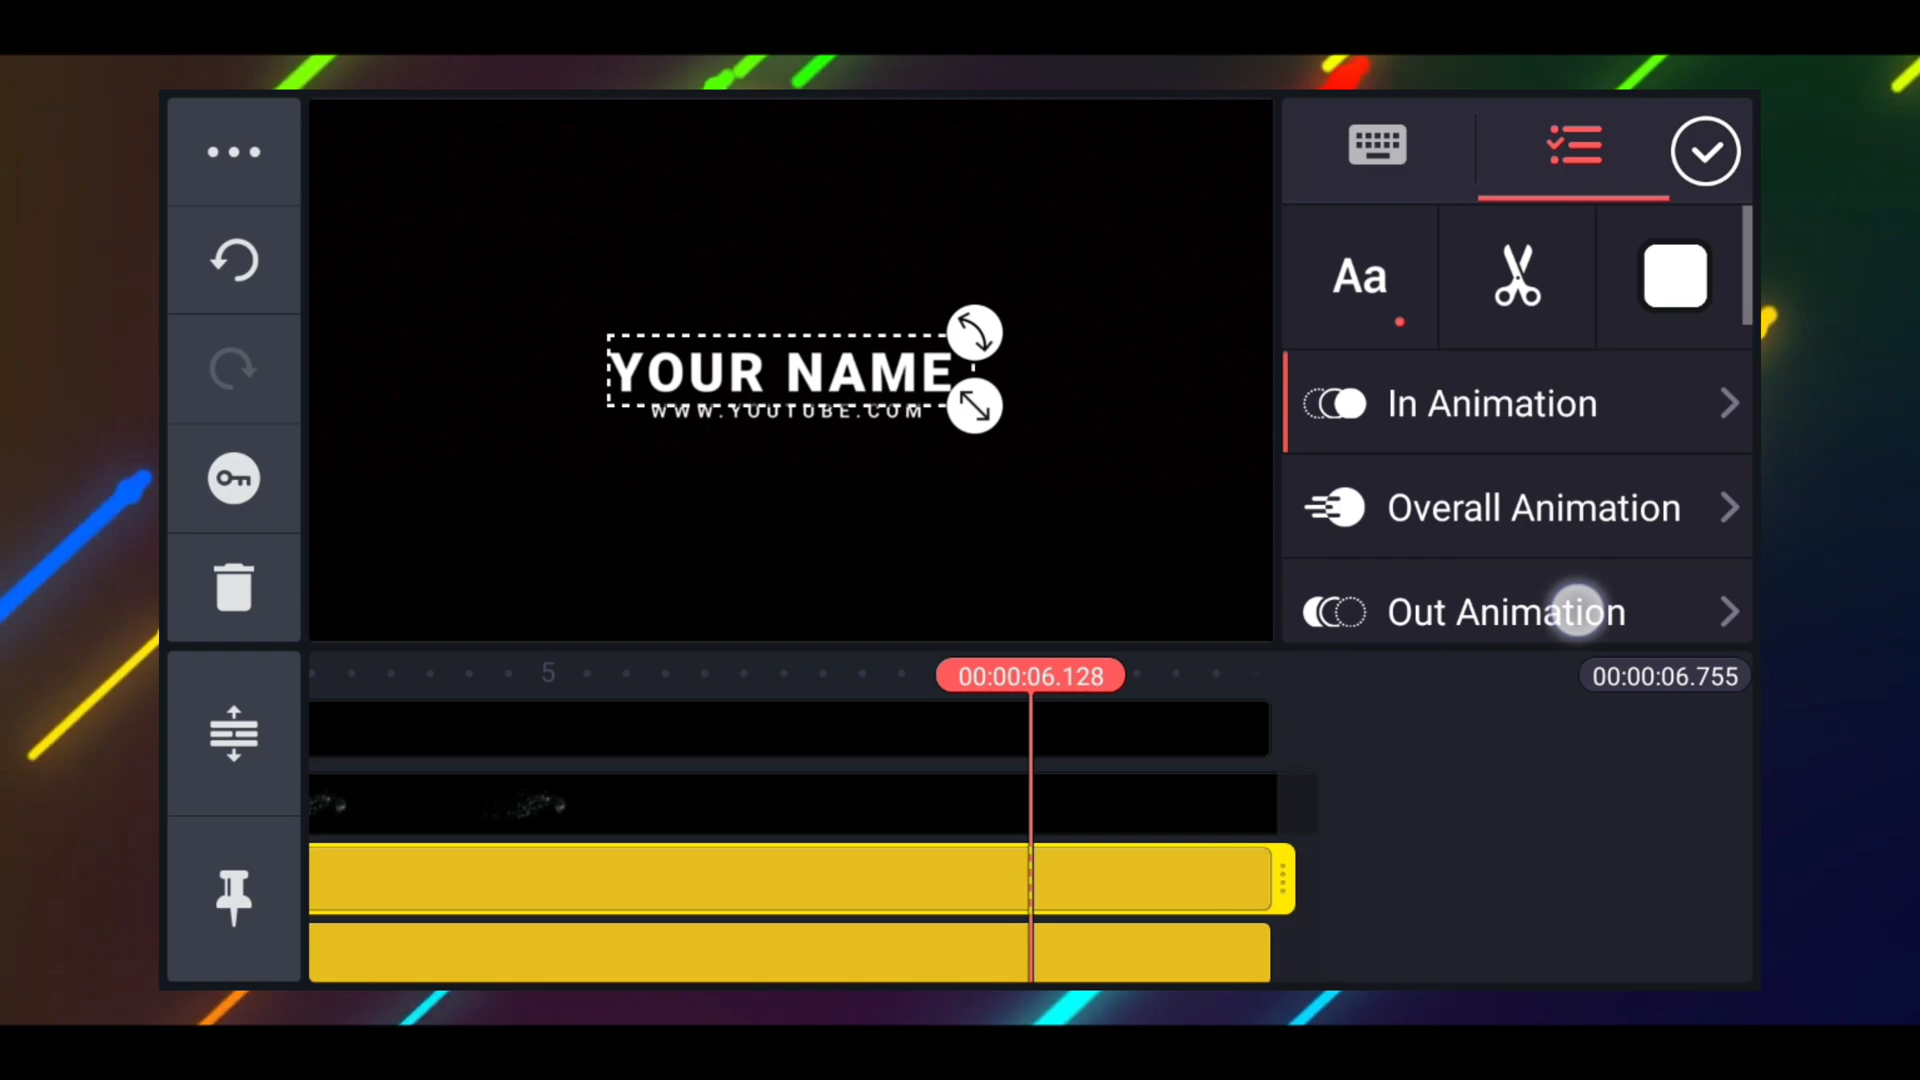 YOUR NAME
WWW.YOUTUBE.COM
Aa
In Animation
Overall Animation
Out Animation
5
00:00:06.128
00:00:06.755